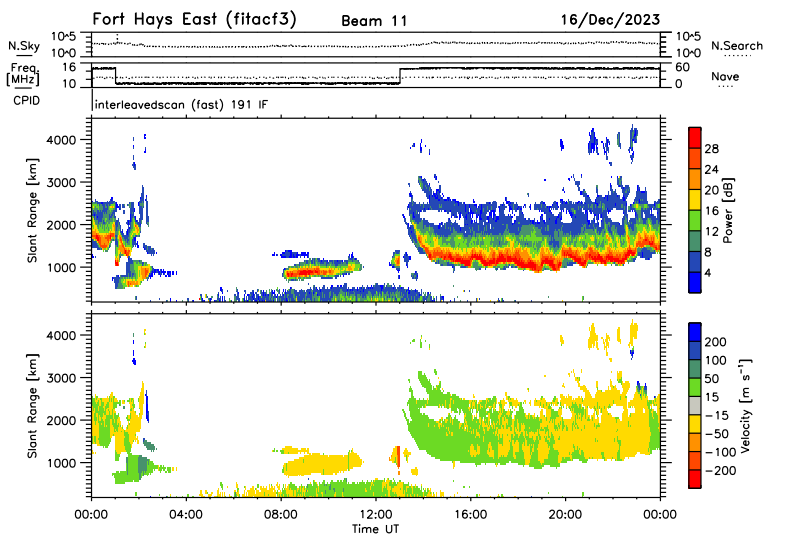 Fort Hays East (fitacf3) Beam 11 16/Dec/2023
N.Sky 10^5 10^0 10^5 10^0 N.Search
Freq. [MHz] 16 10 60 0 Nave
CPID interleavedscan (fast) 191 IF
Slant Range [km] 4000 3000 2000 1000
28 24 20 16 12 8 4 Power [dB]
Slant Range [km] 4000 3000 2000 1000
200 100 50 15 -15 -50 -100 -200 Velocity [m s⁻¹]
00:00 04:00 08:00 12:00 16:00 20:00 00:00
Time UT